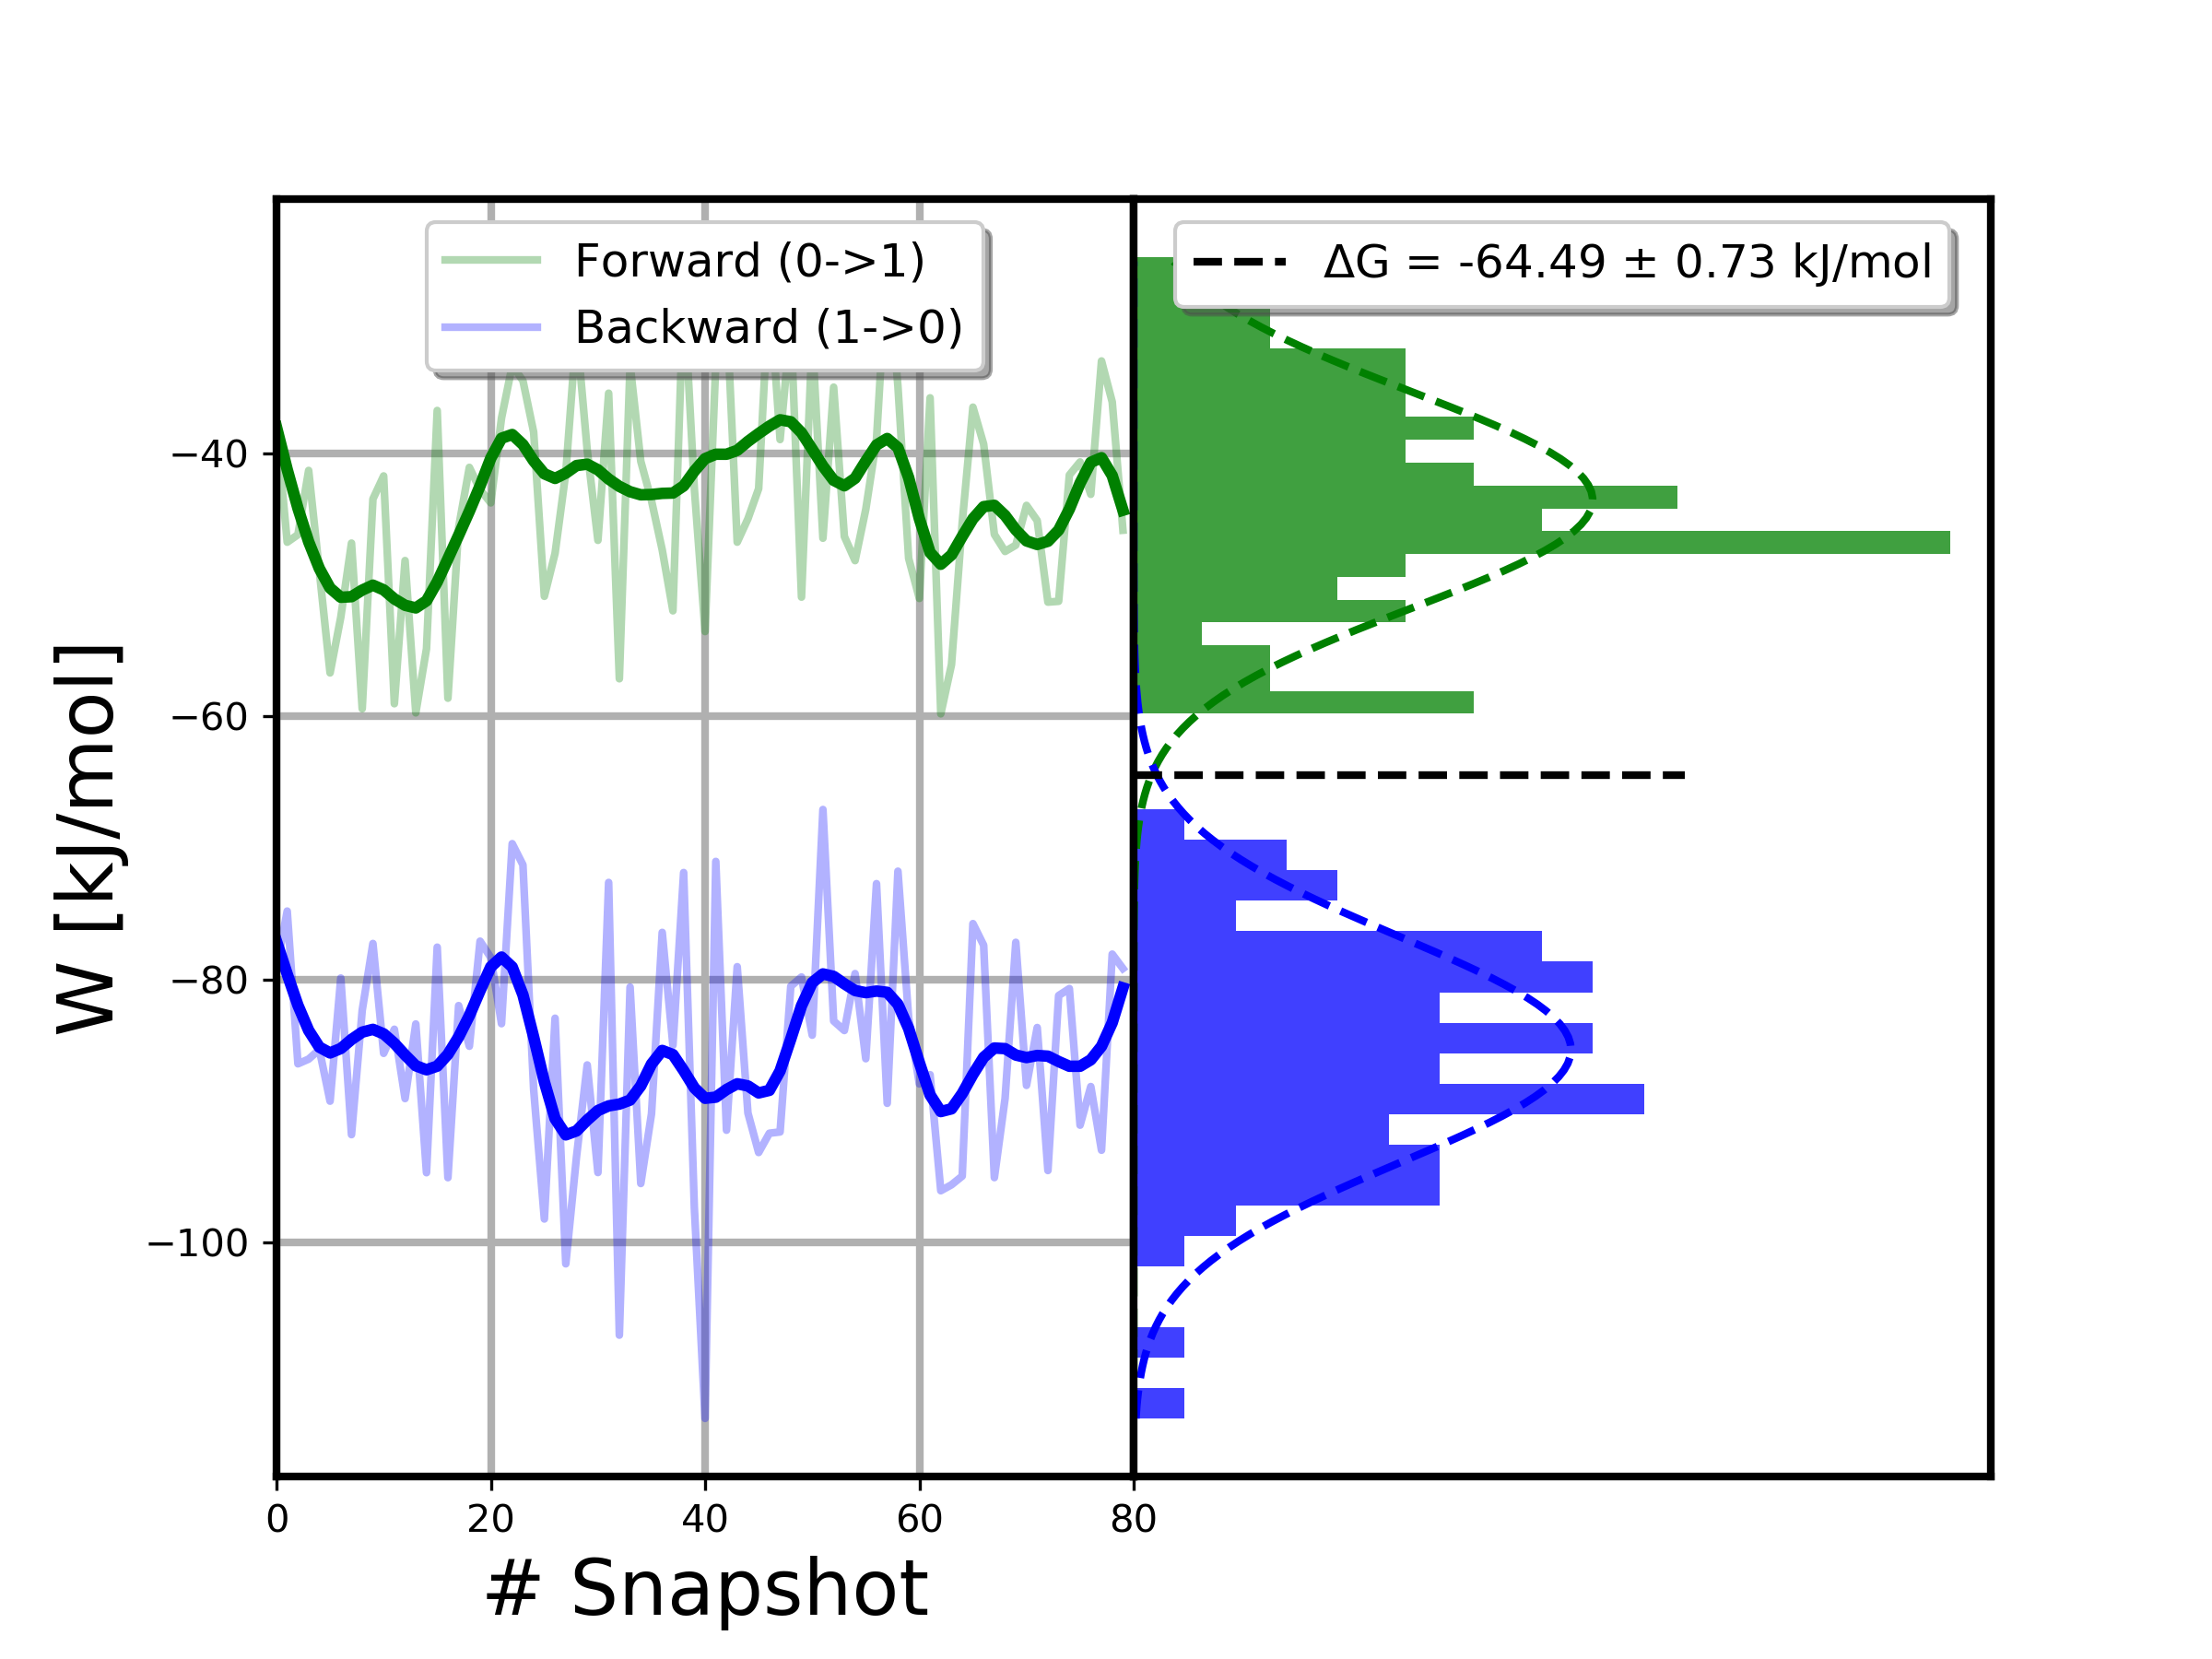 Forward (0->1)
Backward (1->0)
ΔG = -64.49 ± 0.73 kJ/mol
W [kJ/mol]
−40
−60
−80
−100
0 20 40 60 80
# Snapshot